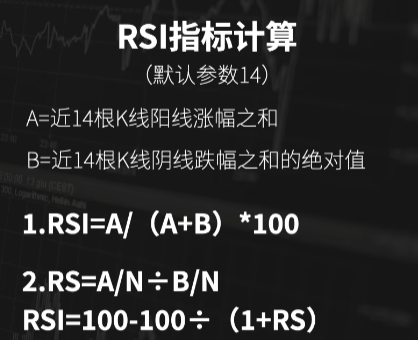 RSI指标计算
（默认参数14）
A=近14根K线阳线涨幅之和
B=近14根K线阴线跌幅之和的绝对值
1.RSI=A/（A+B）*100
2.RS=A/N÷B/N
RSI=100-100÷（1+RS）